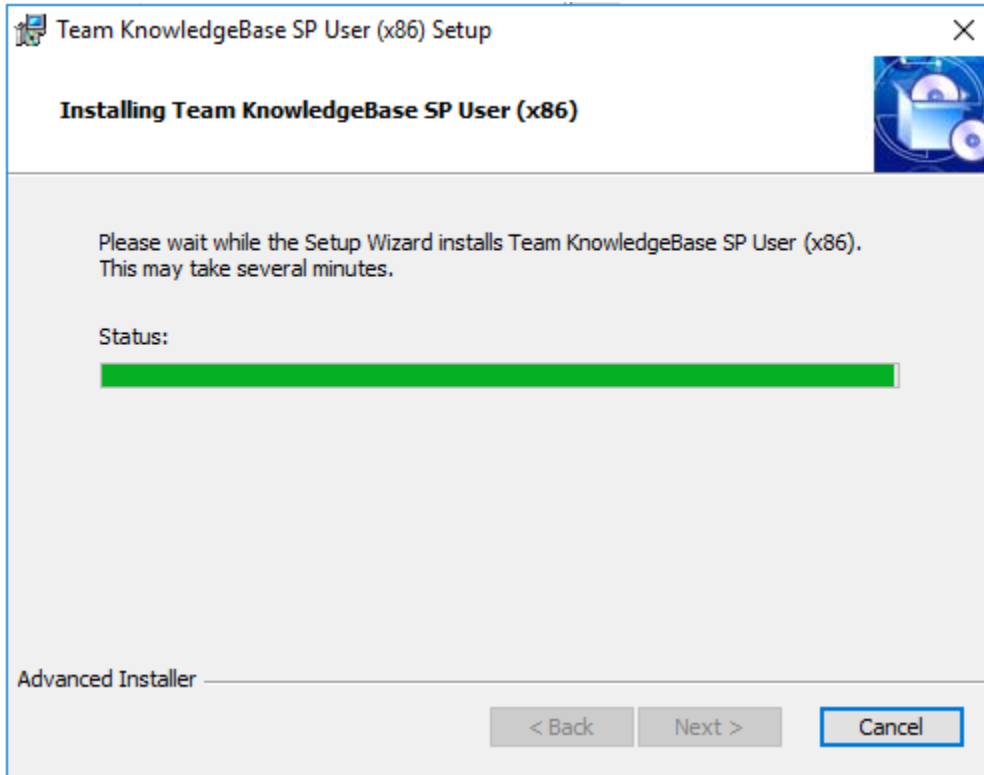 Team KnowledgeBase SP User (x86) Setup
Installing Team KnowledgeBase SP User (x86)
Please wait while the Setup Wizard installs Team KnowledgeBase SP User (x86).
This may take several minutes.
Status:
Advanced Installer
< Back
Next >
Cancel